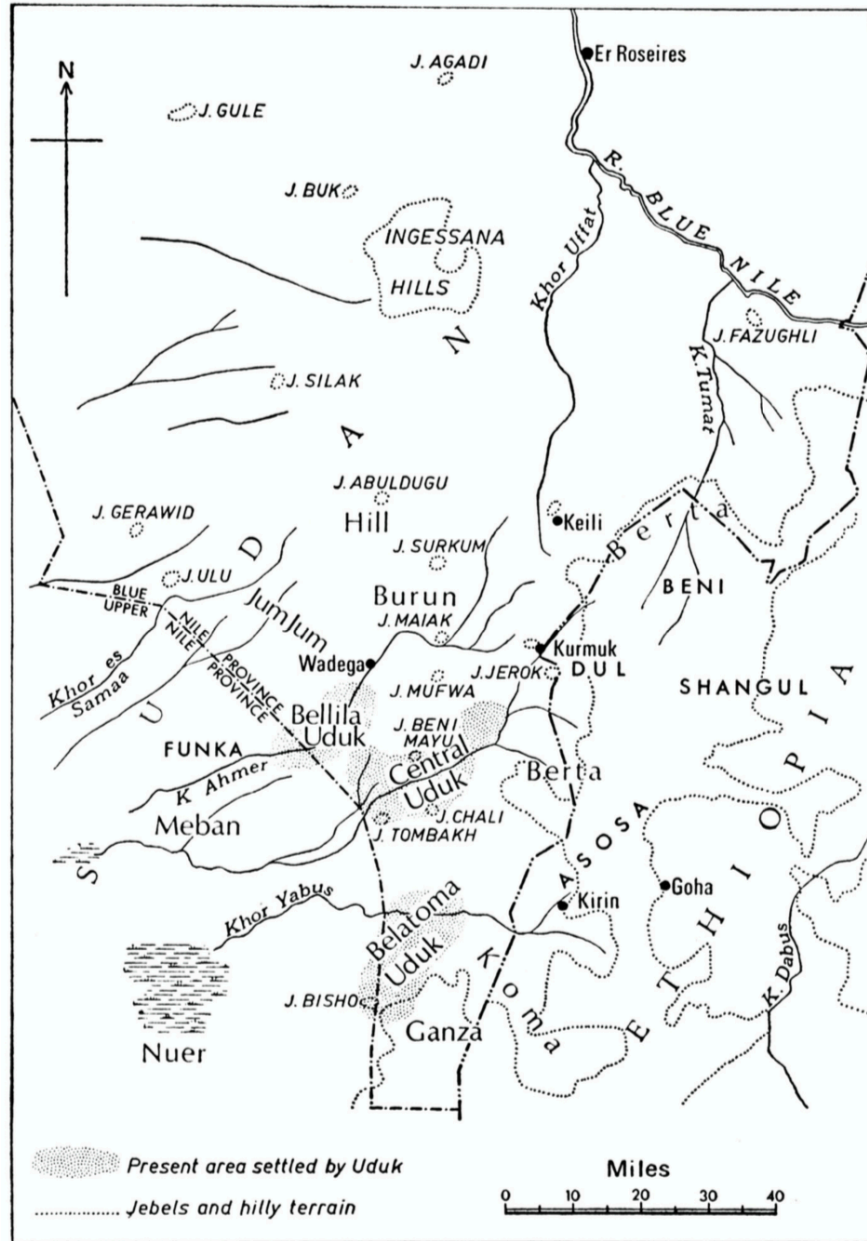 N
J. AGADI
Er Roseires
J. GULE
R. BLUE NILE
J. BUK
Khor Uffat
INGESSANA
HILLS
J. FAZUGHLI
K. Tumat
J. SILAK
SUDAN
J. ABULDUGU
J. GERAWID
Hill
Burun
Keili
Berta
J. SURKUM
J. ULU
BENI
SHANGUL
BLUE NILE PROVINCE
UPPER NILE PROVINCE
JumJum
J. MAIAK
Kurmuk
Wadega
J. JEROK
DUL
Khor es
Samaa
J. MUFWA
Bellila
Uduk
J. BENI
MAYU
FUNKA
Central
Uduk
Berta
K Ahmer
ETHIOPIA
Meban
J. CHALI
J. TOMBAKH
ASOSA
Goha
Kirin
Khor Yabus
Belatoma
Uduk
K. Dabus
Koma
J. BISHO
Ganza
Nuer
Present area settled by Uduk
Jebels and hilly terrain
Miles
0 10 20 30 40